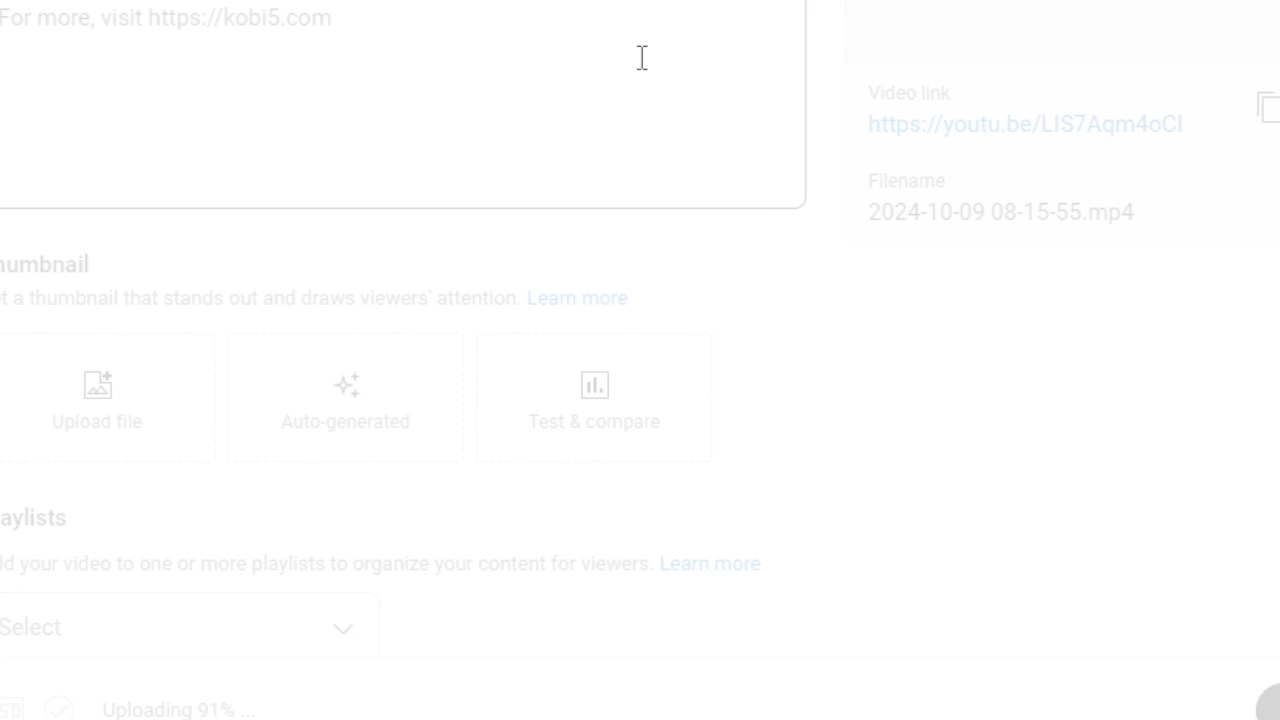 For more, visit https://kobi5.com
Video link
https://youtu.be/LIS7Aqm4oCI
Filename
2024-10-09 08-15-55.mp4
humbnail
t a thumbnail that stands out and draws viewers' attention. Learn more
Upload file
Auto-generated
Test & compare
aylists
ld your video to one or more playlists to organize your content for viewers. Learn more
Select
SD
Uploading 91% ...